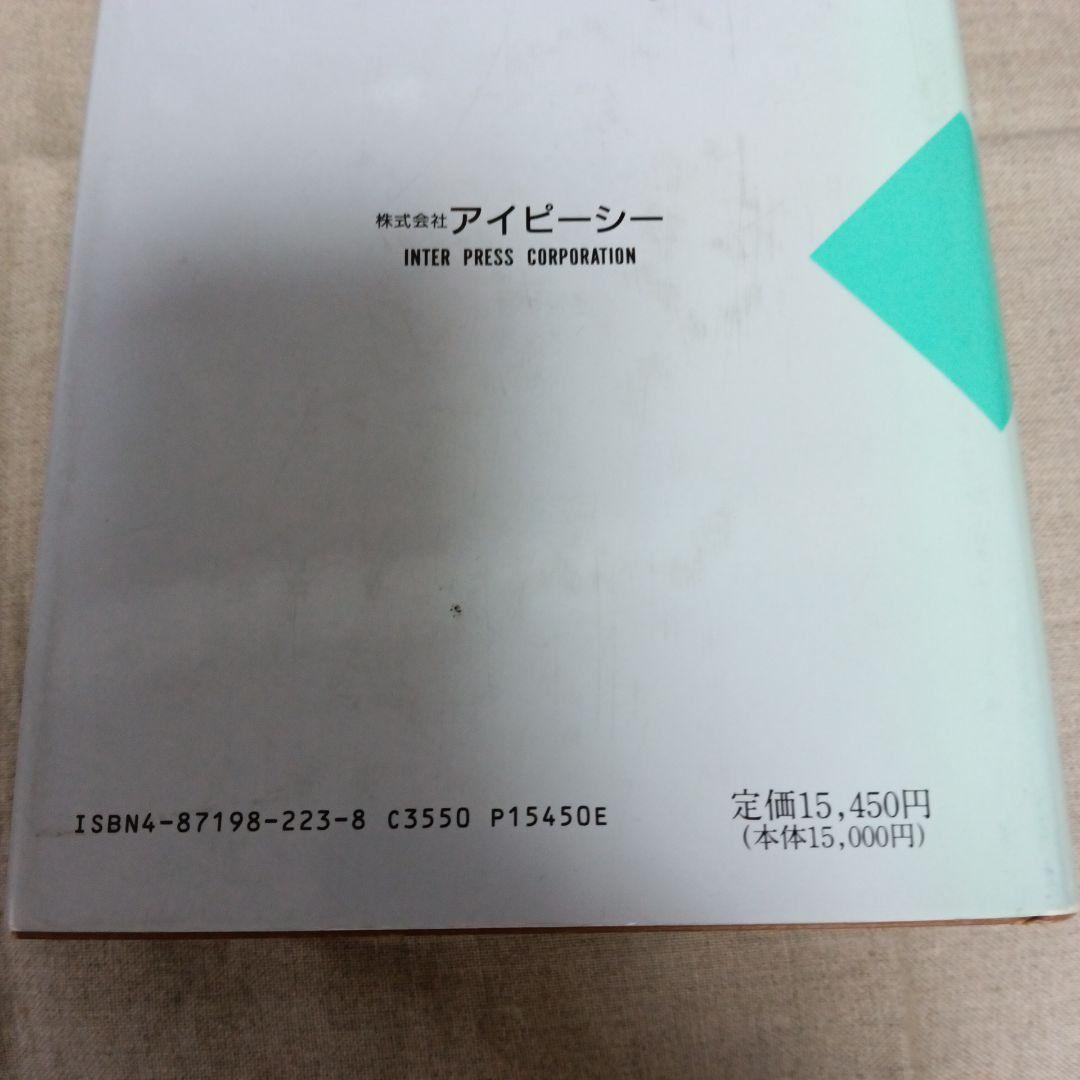 株式会社アイピーシー
INTER PRESS CORPORATION
ISBN4-87198-223-8 C3550 P15450E
定価15,450円
(本体15,000円)